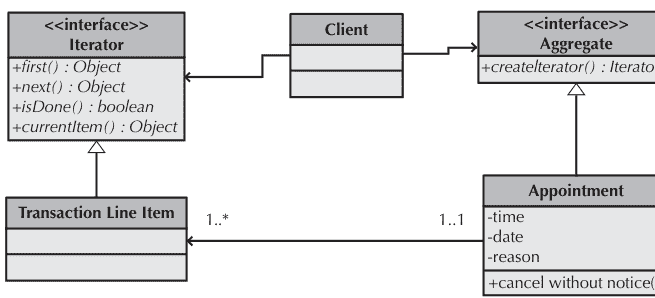 <<interface>>
Iterator
+first() : Object
+next() : Object
+isDone() : boolean
+currentItem() : Object
Client
<<interface>>
Aggregate
+createIterator() : Iterato
Transaction Line Item
1..*
1..1
Appointment
-time
-date
-reason
+cancel without notice(